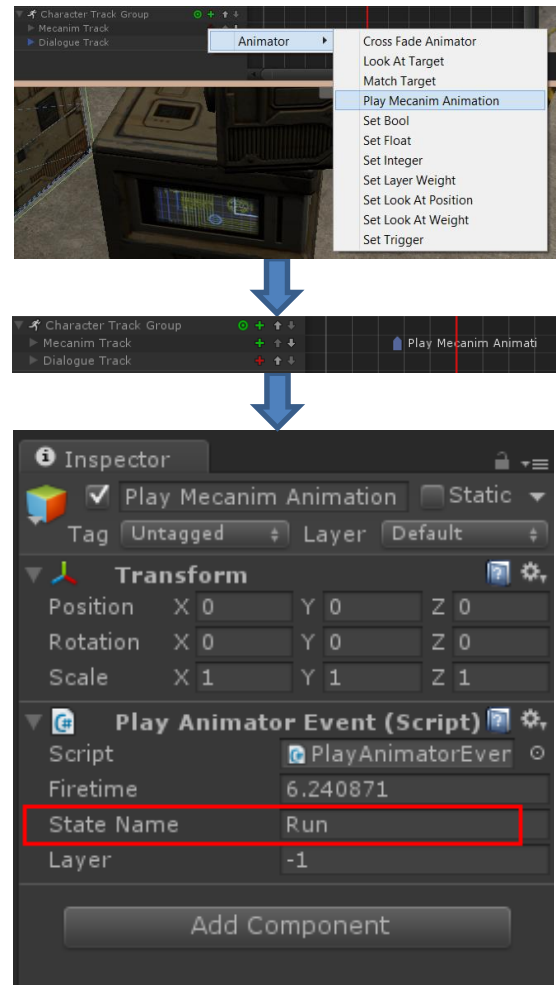 Character Track Group
Mecanim Track
Dialogue Track
Animator
Cross Fade Animator
Look At Target
Match Target
Play Mecanim Animation
Set Bool
Set Float
Set Integer
Set Layer Weight
Set Look At Position
Set Look At Weight
Set Trigger
Character Track Group
Mecanim Track
Play Mecanim Animati
Dialogue Track
Inspector
Play Mecanim Animation Static
Tag Untagged Layer Default
Transform
Position X 0 Y 0 Z 0
Rotation X 0 Y 0 Z 0
Scale X 1 Y 1 Z 1
Play Animator Event (Script)
Script PlayAnimatorEver
Firetime 6.240871
State Name Run
Layer -1
Add Component